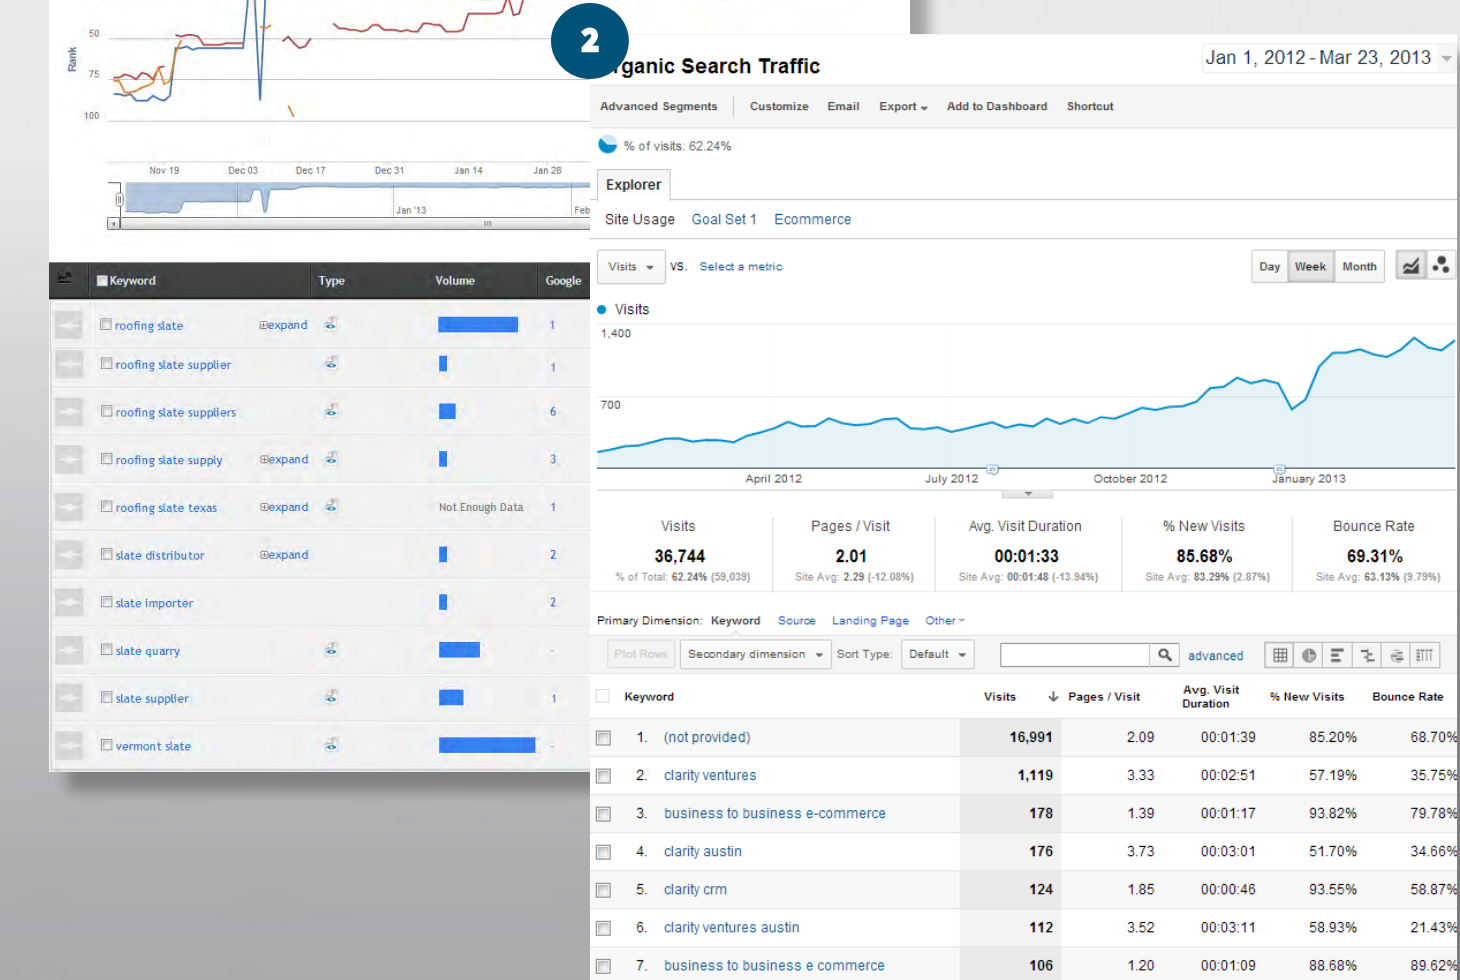 2
50
Rank
75
100
Nov 19 Dec 03 Dec 17 Dec 31 Jan 14 Jan 28
Jan '13 Feb
Keyword Type Volume Google
roofing slate expand 1
roofing slate supplier 1
roofing slate suppliers 6
roofing slate supply expand 3
roofing slate texas expand Not Enough Data 1
slate distributor expand 2
slate importer 2
slate quarry -
slate supplier 1
vermont slate -
rganic Search Traffic
Jan 1, 2012 - Mar 23, 2013
Advanced Segments Customize Email Export Add to Dashboard Shortcut
% of visits: 62.24%
Explorer
Site Usage Goal Set 1 Ecommerce
Visits VS. Select a metric Day Week Month
Visits
1,400
700
April 2012 July 2012 October 2012 January 2013
Visits Pages / Visit Avg. Visit Duration % New Visits Bounce Rate
36,744 2.01 00:01:33 85.68% 69.31%
% of Total: 62.24% (59,039) Site Avg: 2.29 (-12.08%) Site Avg: 00:01:48 (-13.94%) Site Avg: 83.29% (2.87%) Site Avg: 63.13% (9.79%)
Primary Dimension: Keyword Source Landing Page Other
Plot Rows Secondary dimension Sort Type: Default advanced
Keyword Visits Pages / Visit Avg. Visit Duration % New Visits Bounce Rate
1. (not provided) 16,991 2.09 00:01:39 85.20% 68.70%
2. clarity ventures 1,119 3.33 00:02:51 57.19% 35.75%
3. business to business e-commerce 178 1.39 00:01:17 93.82% 79.78%
4. clarity austin 176 3.73 00:03:01 51.70% 34.66%
5. clarity crm 124 1.85 00:00:46 93.55% 58.87%
6. clarity ventures austin 112 3.52 00:03:11 58.93% 21.43%
7. business to business e commerce 106 1.20 00:01:09 88.68% 89.62%